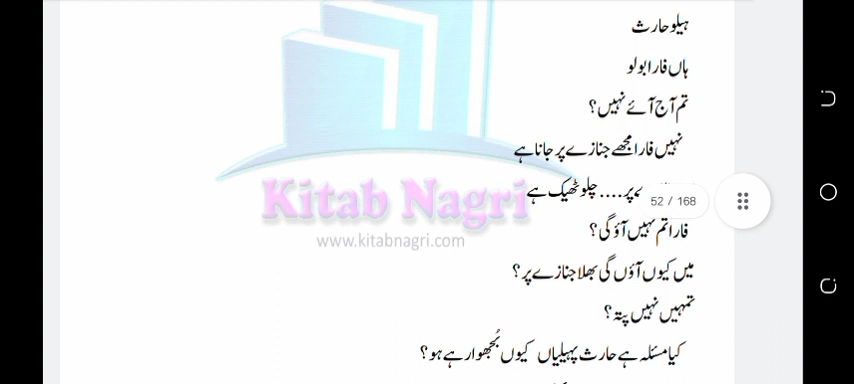 ہیلو حارث
ہاں فارا بولو
تم آج آئے نہیں؟
نہیں فارا مجھے جنازے پر جانا ہے
پر.... چلو ٹھیک ہے
52 / 168
Kitab Nagri
www.kitabnagri.com
فارا تم نہیں آؤ گی؟
میں کیوں آؤں گی بھلا جنازے پر؟
تمہیں نہیں پتہ؟
کیا مسئلہ ہے حارث پہیلیاں کیوں بُجھوا رہے ہو؟